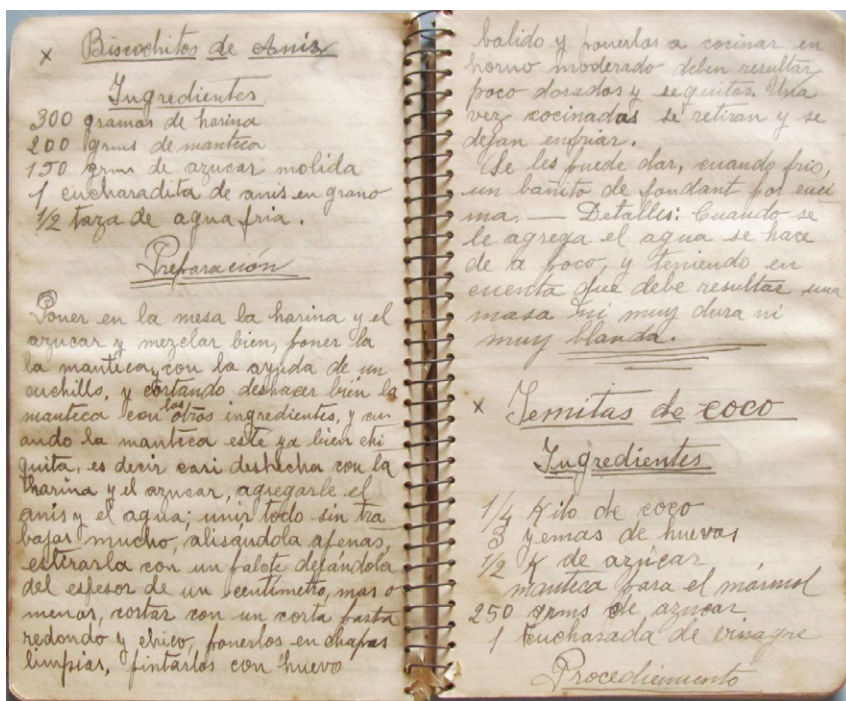 x Biscochitos de Anís
Ingredientes
300 gramos de harina
200 grms de manteca
150 grms de azucar molida
1 cucharadita de anis en grano
1/2 taza de agua fria.
Preparación
Poner en la mesa la harina y el
azucar y mezclar bien, poner la
la manteca, con la ayuda de un
cuchillo, y cortando deshacer bien la
manteca con los otros ingredientes, y cu
ando la manteca este ya bien chi
quita, es decir casi deshecha con la
harina y el azucar, agregarle el
anis y el agua; unir todo sin tra
bajar mucho, alisandola apenas,
estirarla con un palote dejándola
del espesor de un centimetro, mas o
menos, cortar con un corta pasta
redondo y chico, ponerlos en chapas
limpias, pintarlos con huevo
batido y ponerlos a cocinar en
horno moderado deben resultar
poco dorados y sequitos. Una
vez cocinadas se retiran y se
dejan enfriar.
Se les puede dar, cuando frio,
un bañito de fondant por enci
ma. — Detalles: Cuando se
le agrega el agua se hace
de a poco, y teniendo en
cuenta que debe resultar una
masa ni muy dura ni
muy blanda.
x Semitas de coco
Ingredientes
1/4 Kilo de coco
3 yemas de huevos
1/2 K de azúcar
manteca para el mármol
250 grms de azucar
1 cucharada de vinagre
Procediemento